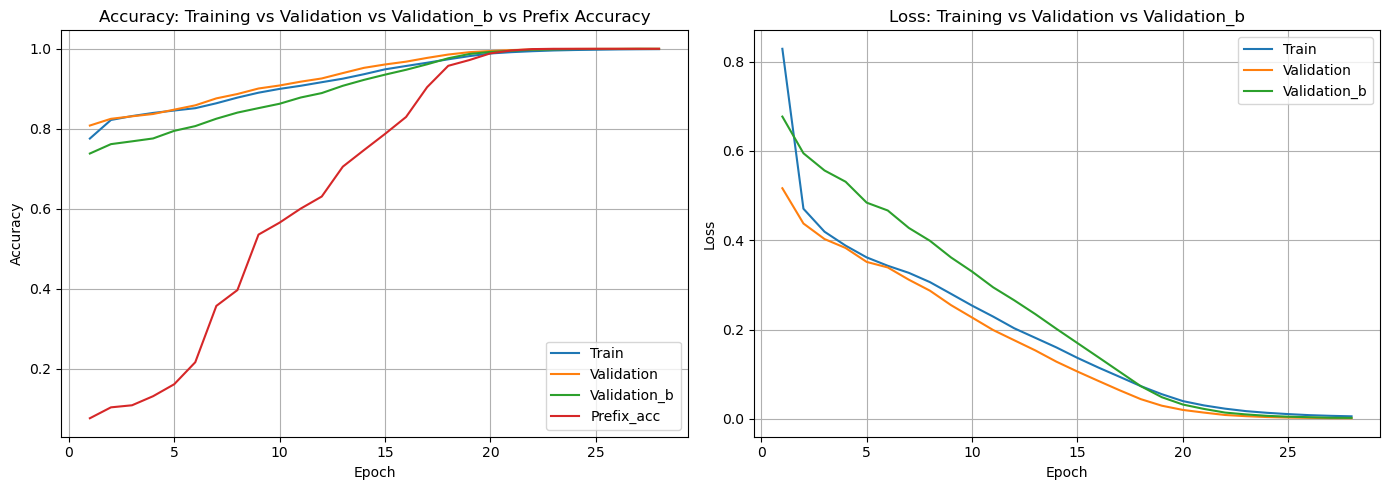 Accuracy: Training vs Validation vs Validation_b vs Prefix Accuracy
Accuracy
1.0
0.8
0.6
0.4
0.2
Train
Validation
Validation_b
Prefix_acc
0 5 10 15 20 25
Epoch
Loss: Training vs Validation vs Validation_b
Loss
0.8
0.6
0.4
0.2
0.0
Train
Validation
Validation_b
0 5 10 15 20 25
Epoch